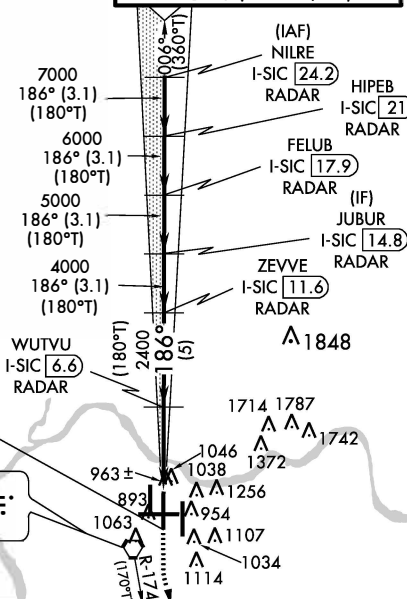 006°
(360°T)
(IAF)
NILRE
I-SIC 24.2
RADAR
7000
186° (3.1)
(180°T)
HIPEB
I-SIC 21
RADAR
6000
186° (3.1)
(180°T)
FELUB
I-SIC 17.9
RADAR
5000
186° (3.1)
(180°T)
(IF)
JUBUR
I-SIC 14.8
RADAR
4000
186° (3.1)
(180°T)
ZEVVE
I-SIC 11.6
RADAR
1848
(180°T)
2400
186°
(5)
WUTVU
I-SIC 6.6
RADAR
1714
1787
1742
1372
1046
963 ±
1038
1256
893
954
1063
1107
1034
1114
R-174
(170°T)